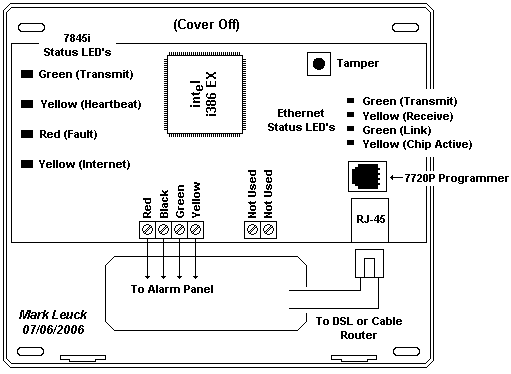 (Cover Off)
7845i
Status LED's
Green (Transmit)
Yellow (Heartbeat)
Red (Fault)
Yellow (Internet)
intel
i386 EX
Tamper
Ethernet
Status LED's
Green (Transmit)
Yellow (Receive)
Green (Link)
Yellow (Chip Active)
7720P Programmer
RJ-45
Red
Black
Green
Yellow
Not Used
Not Used
To Alarm Panel
To DSL or Cable
Router
Mark Leuck
07/06/2006